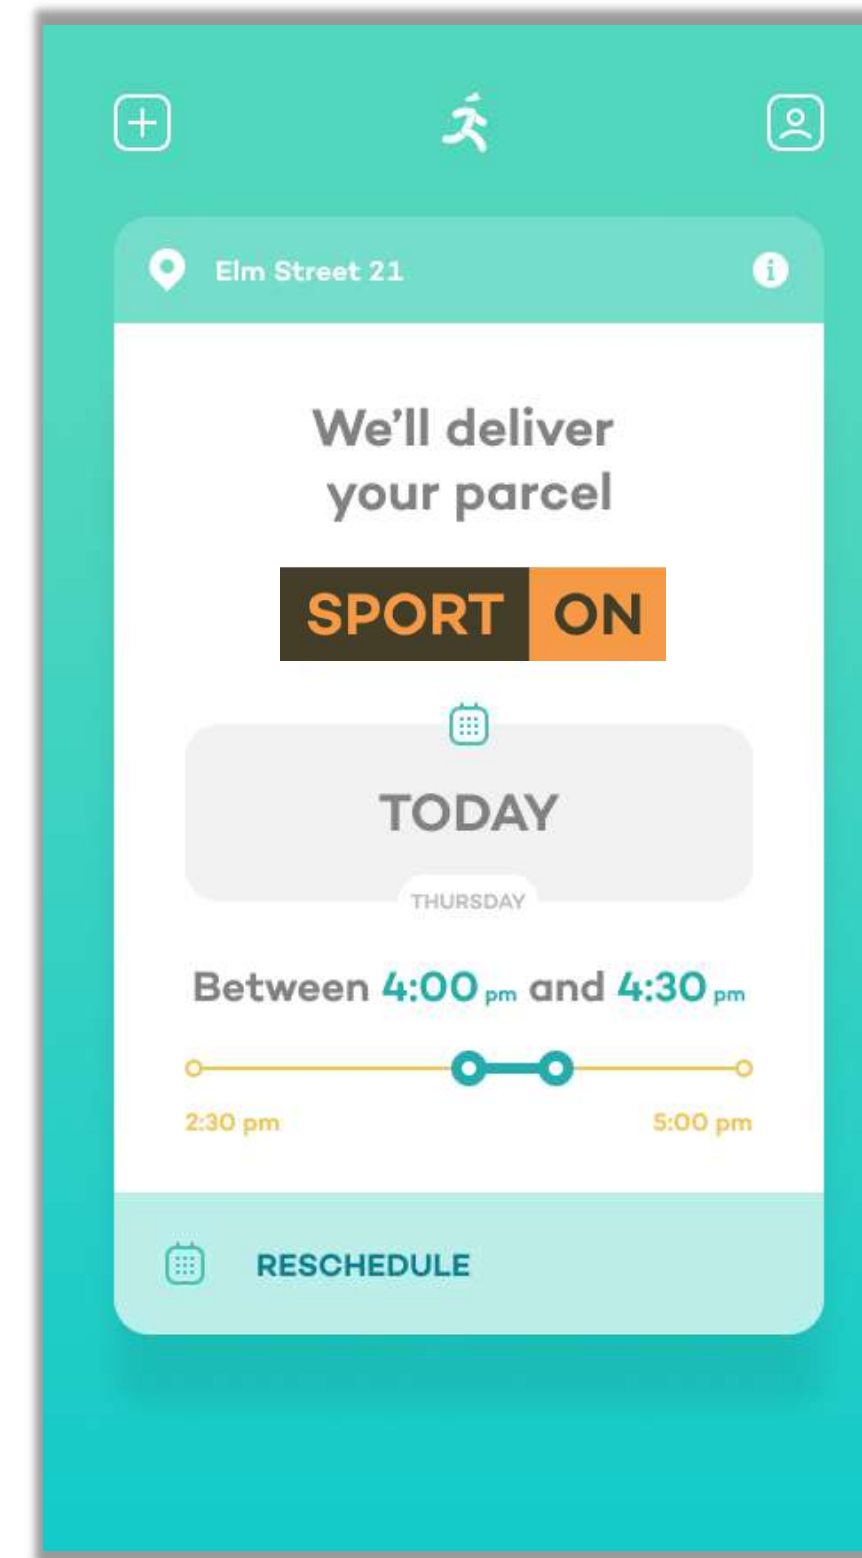 Elm Street 21
We'll deliver
your parcel
SPORT ON
TODAY
THURSDAY
Between 4:00 pm and 4:30 pm
2:30 pm 5:00 pm
RESCHEDULE